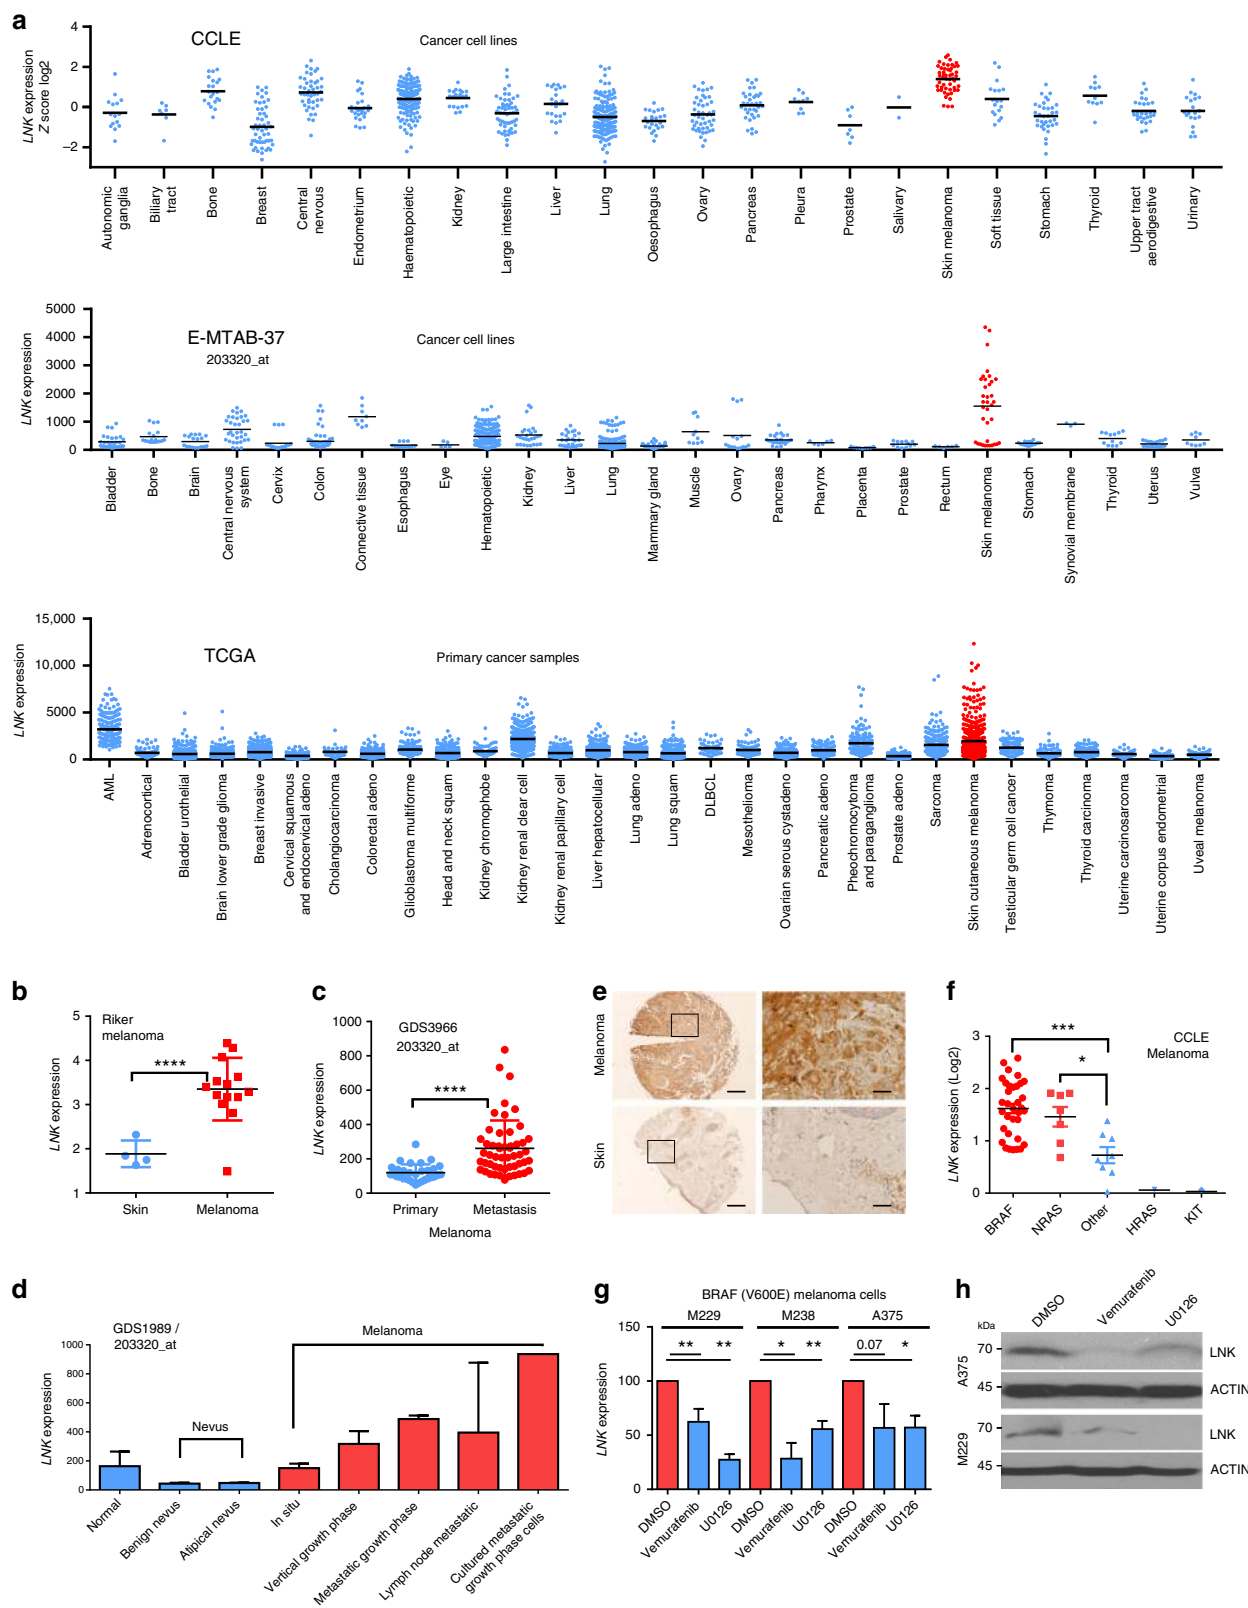 a
CCLE
Cancer cell lines
LNK expression
Z score log2
4
2
0
−2
Autonomic ganglia
Biliary tract
Bone
Breast
Central nervous
Endometrium
Haematopoietic
Kidney
Large intestine
Liver
Lung
Oesophagus
Ovary
Pancreas
Pleura
Prostate
Salivary
Skin melanoma
Soft tissue
Stomach
Thyroid
Upper tract aerodigestive
Urinary
E-MTAB-37
203320_at
Cancer cell lines
LNK expression
5000
4000
3000
2000
1000
0
Bladder
Bone
Brain
Central nervous system
Cervix
Colon
Connective tissue
Esophagus
Eye
Hematopoietic
Kidney
Liver
Lung
Mammary gland
Muscle
Ovary
Pancreas
Pharynx
Placenta
Prostate
Rectum
Skin melanoma
Stomach
Synovial membrane
Thyroid
Uterus
Vulva
TCGA
Primary cancer samples
LNK expression
15,000
10,000
5000
0
AML
Adrenocortical
Bladder urothelial
Brain lower grade glioma
Breast invasive
Cervical squamous and endocervical adeno
Cholangiocarcinoma
Colorectal adeno
Glioblastoma multiforme
Head and neck squam
Kidney chromophobe
Kidney renal clear cell
Kidney renal papillary cell
Liver hepatocellular
Lung adeno
Lung squam
DLBCL
Mesothelioma
Ovarian serous cystadeno
Pancreatic adeno
Pheochromocytoma and paraganglioma
Prostate adeno
Sarcoma
Skin cutaneous melanoma
Testicular germ cell cancer
Thymoma
Thyroid carcinoma
Uterine carcinosarcoma
Uterine corpus endometrial
Uveal melanoma
b
Riker
melanoma
****
LNK expression
5
4
3
2
1
Skin
Melanoma
c
GDS3966
203320_at
****
LNK expression
1000
800
600
400
200
0
Primary
Metastasis
Melanoma
e
Melanoma
Skin
f
CCLE
Melanoma
***
*
LNK expression (Log2)
3
2
1
0
BRAF
NRAS
Other
HRAS
KIT
d
GDS1989 /
203320_at
Melanoma
Nevus
LNK expression
1000
800
600
400
200
0
Normal
Benign nevus
Atipical nevus
In situ
Vertical growth phase
Metastatic growth phase
Lymph node metastatic
Cultured metastatic
growth phase cells
g
BRAF (V600E) melanoma cells
M229
M238
A375
**
**
*
**
0.07
*
LNK expression
150
100
50
0
DMSO
Vemurafenib
U0126
DMSO
Vemurafenib
U0126
DMSO
Vemurafenib
U0126
h
DMSO
Vemurafenib
U0126
kDa
A375
70
LNK
45
ACTIN
M229
70
LNK
45
ACTIN